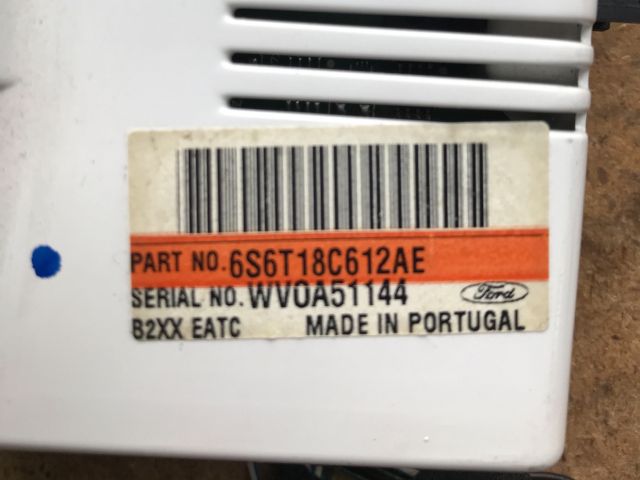 PART NO. 6S6T18C612AE
SERIAL NO. WV0A51144
Ford
B2XX EATC MADE IN PORTUGAL